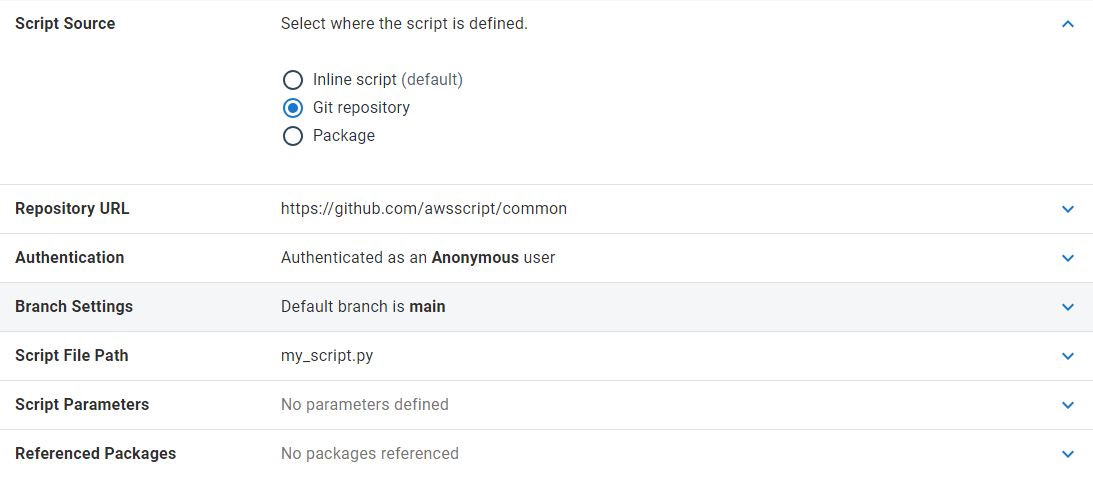 Script Source Select where the script is defined.
Inline script (default)
Git repository
Package
Repository URL https://github.com/awsscript/common
Authentication Authenticated as an Anonymous user
Branch Settings Default branch is main
Script File Path my_script.py
Script Parameters No parameters defined
Referenced Packages No packages referenced